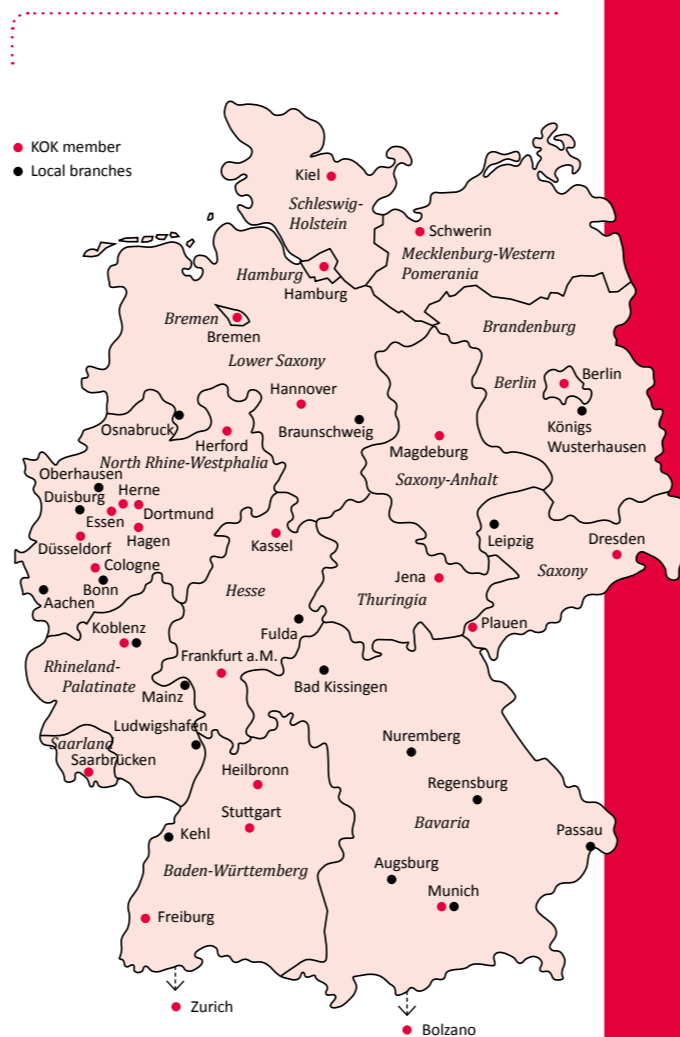 KOK member
Local branches
Kiel
Schleswig-
Holstein
Schwerin
Mecklenburg-Western
Pomerania
Hamburg
Hamburg
Bremen
Bremen
Lower Saxony
Brandenburg
Berlin
Berlin
Königs
Wusterhausen
Hannover
Braunschweig
Osnabruck
Herford
North Rhine-Westphalia
Magdeburg
Saxony-Anhalt
Oberhausen
Duisburg
Herne
Essen
Dortmund
Hagen
Düsseldorf
Cologne
Bonn
Aachen
Kassel
Hesse
Fulda
Frankfurt a.M.
Jena
Thuringia
Leipzig
Dresden
Saxony
Plauen
Koblenz
Rhineland-
Palatinate
Mainz
Ludwigshafen
Saarland
Saarbrücken
Bad Kissingen
Nuremberg
Regensburg
Bavaria
Passau
Augsburg
Munich
Heilbronn
Stuttgart
Kehl
Baden-Württemberg
Freiburg
Zurich
Bolzano